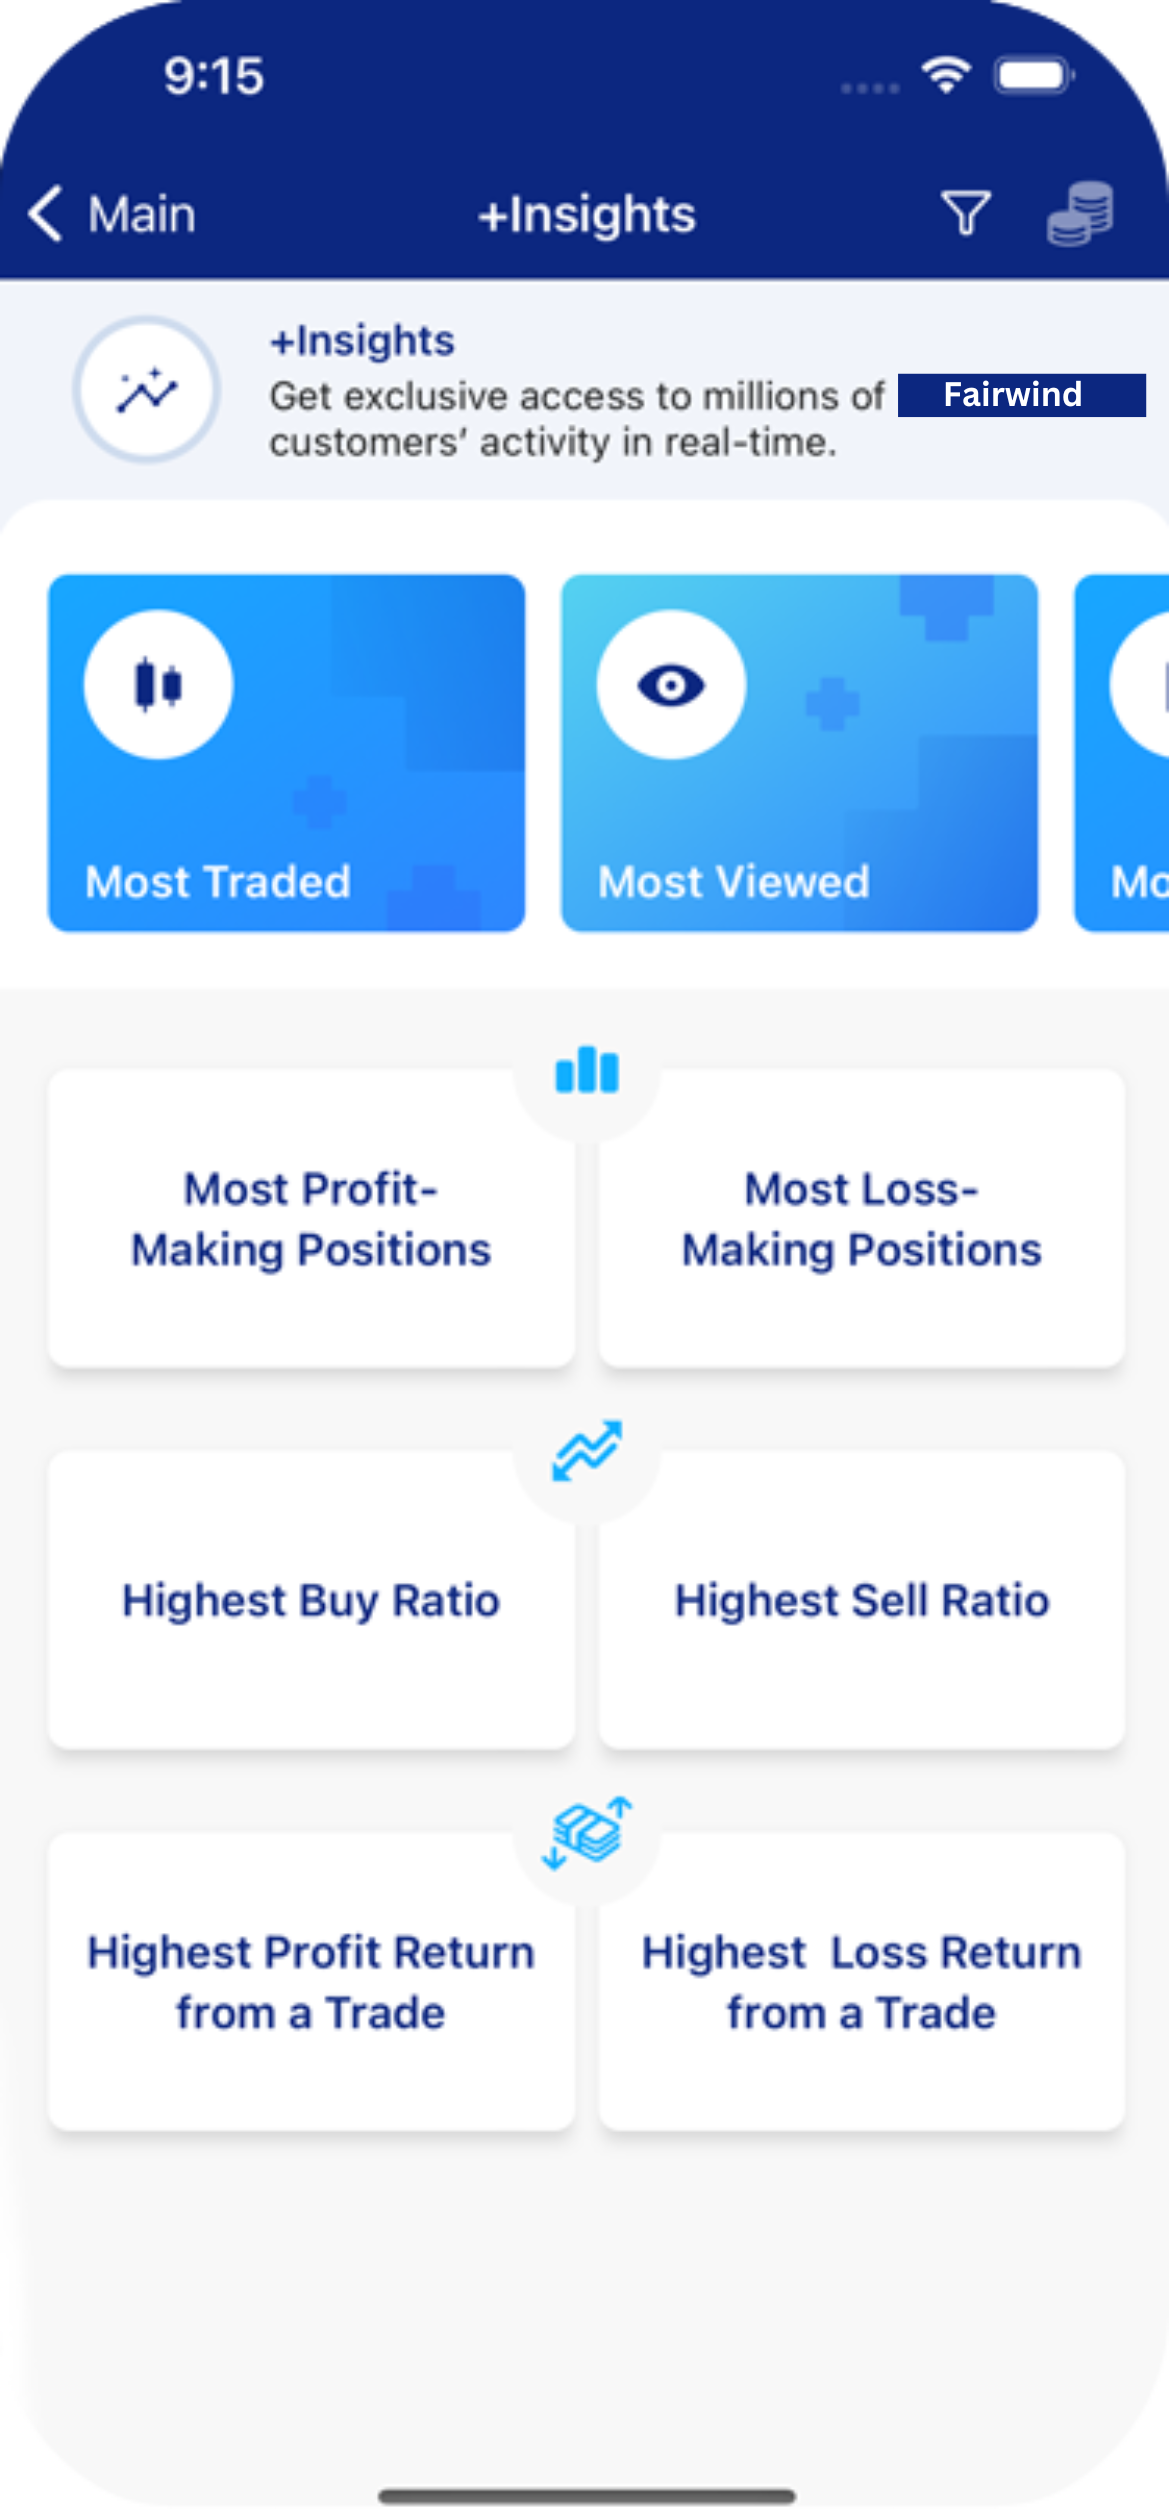 9:15
Main
+Insights
+Insights
Get exclusive access to millions of Fairwind
customers’ activity in real-time.
Most Traded
Most Viewed
Mo
Most Profit-
Making Positions
Most Loss-
Making Positions
Highest Buy Ratio
Highest Sell Ratio
Highest Profit Return
from a Trade
Highest  Loss Return
from a Trade